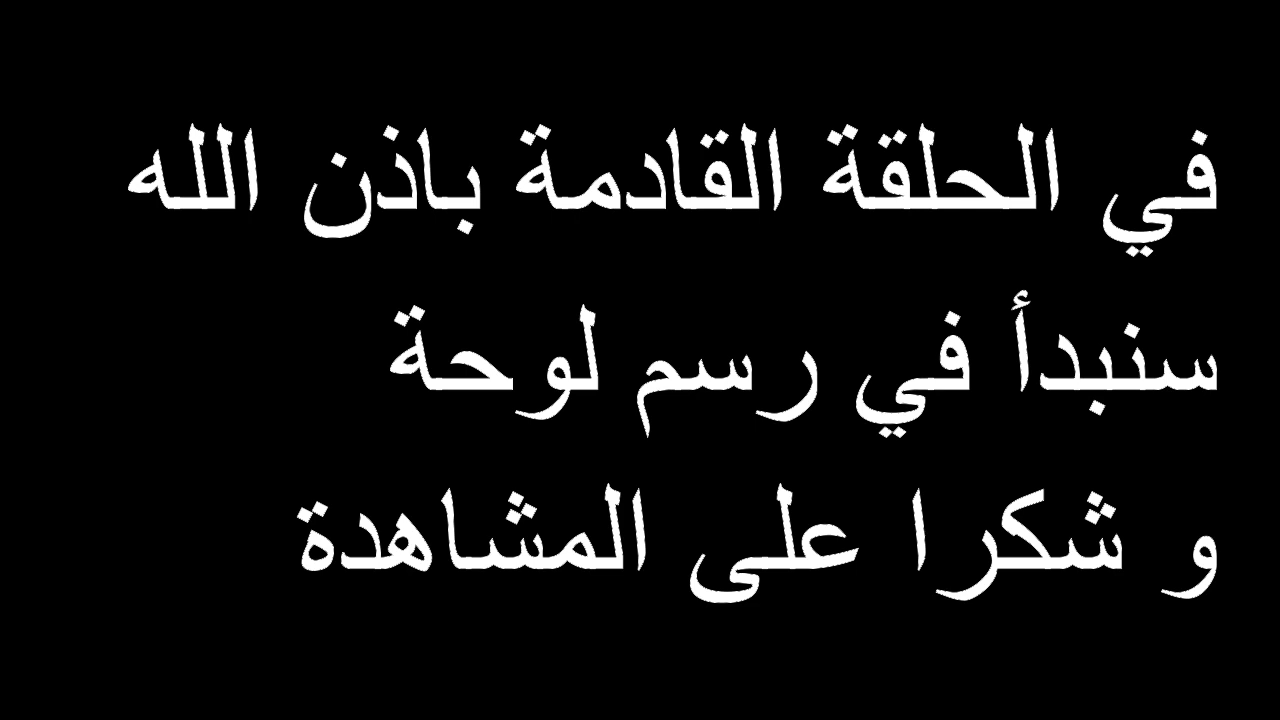 في الحلقة القادمة باذن الله
سنبدأ في رسم لوحة
و شكرا على المشاهدة